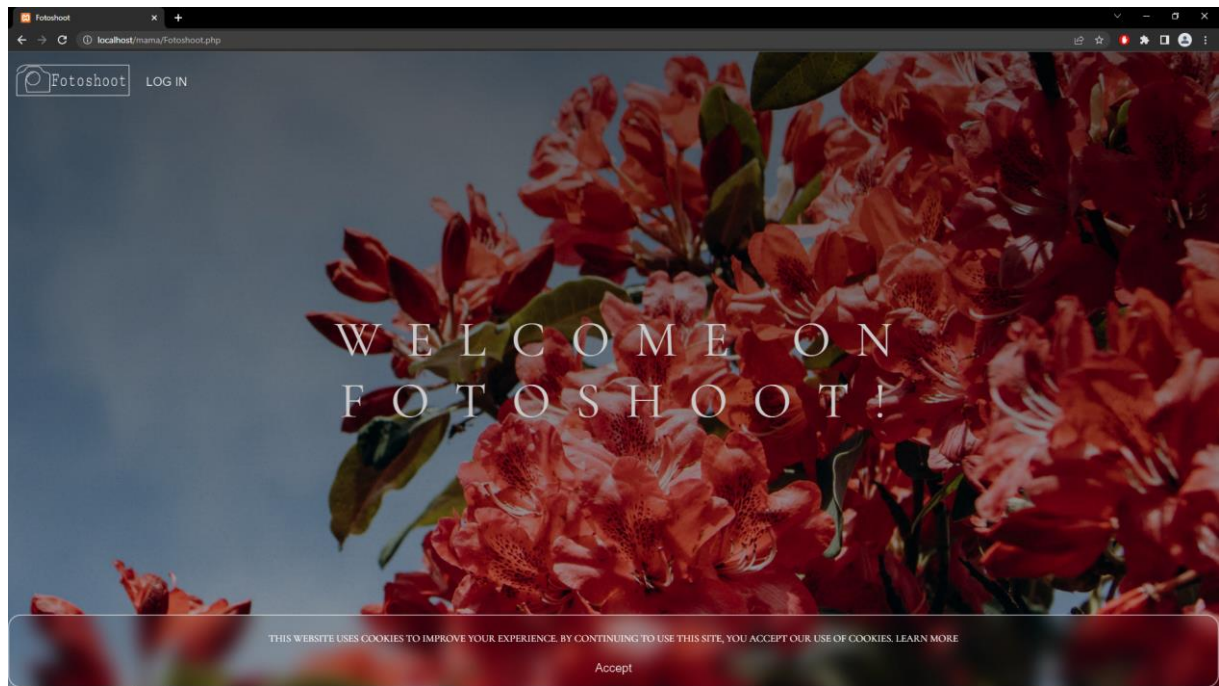 Fotoshoot
localhost/mama/Fotoshoot.php
Fotoshoot LOG IN
WELCOME ON
FOTOSHOOT!
THIS WEBSITE USES COOKIES TO IMPROVE YOUR EXPERIENCE. BY CONTINUING TO USE THIS SITE, YOU ACCEPT OUR USE OF COOKIES. LEARN MORE
Accept